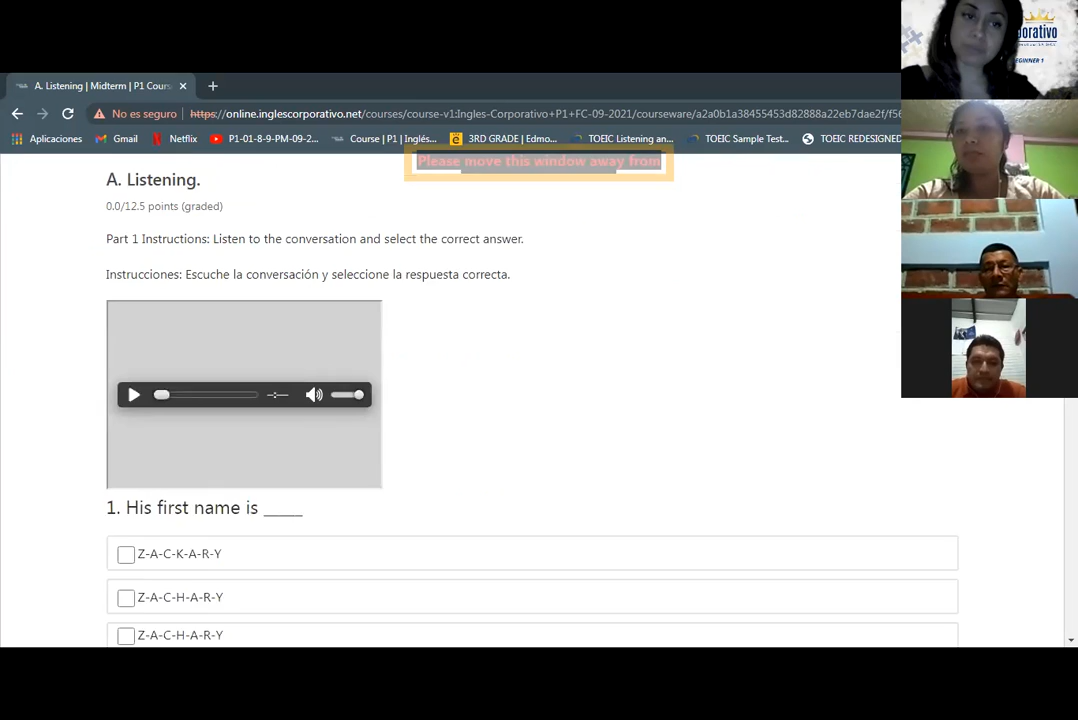 A. Listening | Midterm | P1 Cours
No es seguro https://online.inglescorporativo.net/courses/course-v1:Ingles-Corporativo+P1+FC-09-2021/courseware/a2a0b1a38455453d82888a22eb7dae2f/f56
Aplicaciones Gmail Netflix P1-01-8-9-PM-09-2... Course | P1 | Inglés... 3RD GRADE | Edmo... TOEIC Listening an... TOEIC Sample Test... TOEIC REDESIGNED
Please move this window away from
orativo
EGINNER 1
A. Listening.
0.0/12.5 points (graded)
Part 1 Instructions: Listen to the conversation and select the correct answer.
Instrucciones: Escuche la conversación y seleccione la respuesta correcta.
-:--
1. His first name is _____
Z-A-C-K-A-R-Y
Z-A-C-H-A-R-Y
Z-A-C-H-A-R-Y